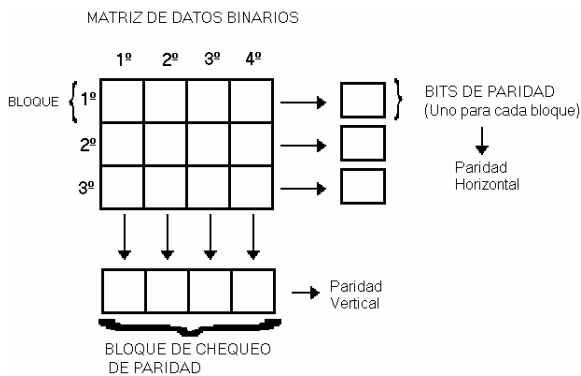 MATRIZ DE DATOS BINARIOS
1º 2º 3º 4º
BLOQUE
1º
BITS DE PARIDAD
(Uno para cada bloque)
2º
Paridad
Horizontal
3º
Paridad
Vertical
BLOQUE DE CHEQUEO
DE PARIDAD